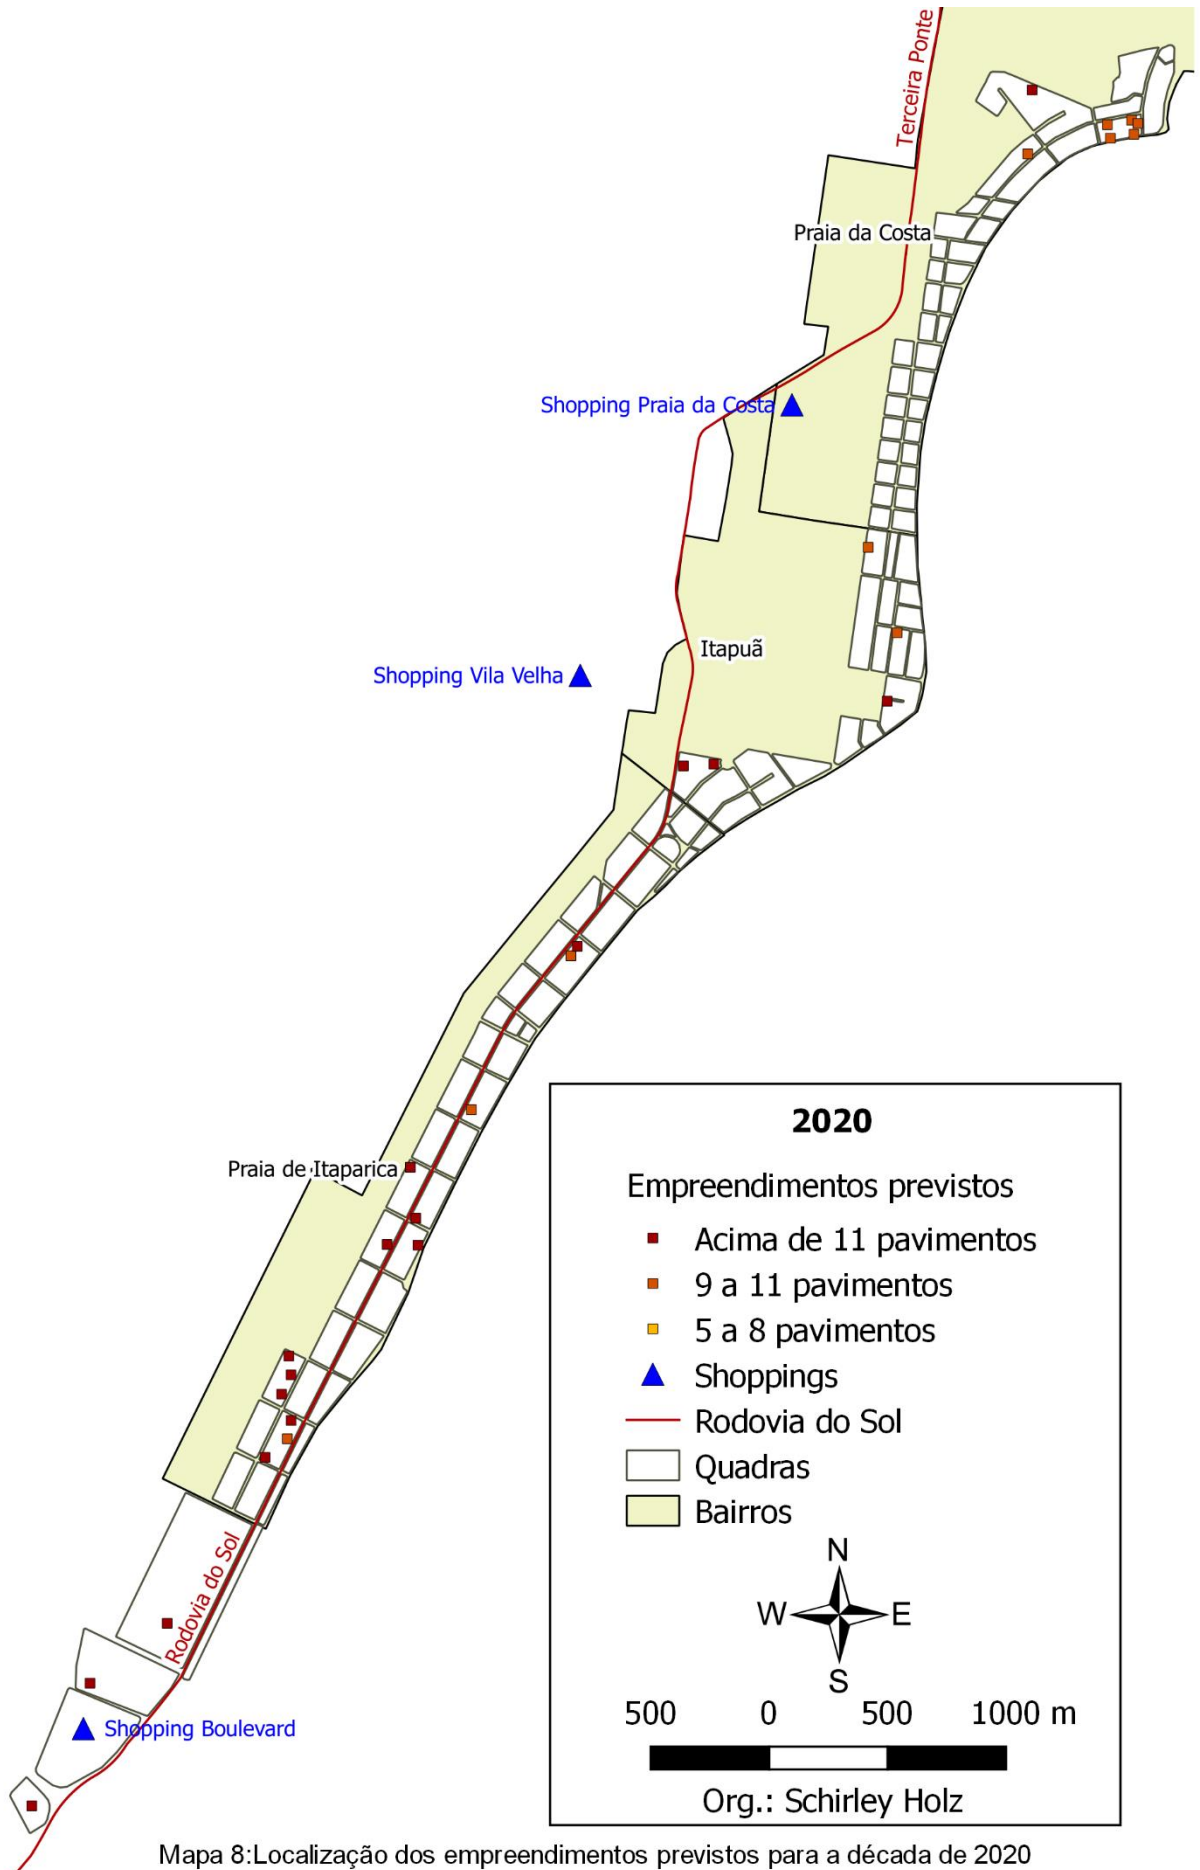 Terceira Ponte
Praia da Costa
Shopping Praia da Costa
Itapuã
Shopping Vila Velha
Praia de Itaparica
Rodovia do Sol
Shopping Boulevard
2020
Empreendimentos previstos
Acima de 11 pavimentos
9 a 11 pavimentos
5 a 8 pavimentos
Shoppings
Rodovia do Sol
Quadras
Bairros
N
W E
S
500 0 500 1000 m
Org.: Schirley Holz
Mapa 8:Localização dos empreendimentos previstos para a década de 2020